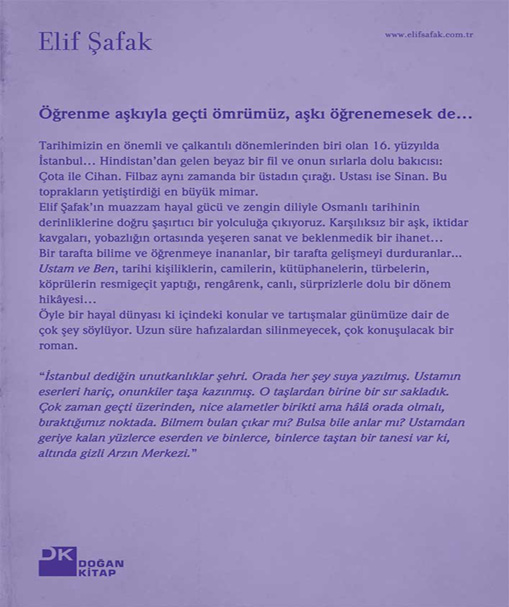 Elif Şafak
www.elifsafak.com.tr
Öğrenme aşkıyla geçti ömrümüz, aşkı öğrenemesek de...
Tarihimizin en önemli ve çalkantılı dönemlerinden biri olan 16. yüzyılda
İstanbul... Hindistan'dan gelen beyaz bir fil ve onun sırlarla dolu bakıcısı:
Çota ile Cihan. Filbaz aynı zamanda bir üstadın çırağı. Ustası ise Sinan. Bu
toprakların yetiştirdiği en büyük mimar.
Elif Şafak'ın muazzam hayal gücü ve zengin diliyle Osmanlı tarihinin
derinliklerine doğru şaşırtıcı bir yolculuğa çıkıyoruz. Karşılıksız bir aşk, iktidar
kavgaları, yobazlığın ortasında yeşeren sanat ve beklenmedik bir ihanet...
Bir tarafta bilime ve öğrenmeye inananlar, bir tarafta gelişmeyi durduranlar...
Ustam ve Ben, tarihi kişiliklerin, camilerin, kütüphanelerin, türbelerin,
köprülerin resmigeçit yaptığı, rengârenk, canlı, sürprizlerle dolu bir dönem
hikâyesi...
Öyle bir hayal dünyası ki içindeki konular ve tartışmalar günümüze dair de
çok şey söylüyor. Uzun süre hafızalardan silinmeyecek, çok konuşulacak bir
roman.
"İstanbul dediğin unutkanlıklar şehri. Orada her şey suya yazılmış. Ustamın
eserleri hariç, onunkiler taşa kazınmış. O taşlardan birine bir sır sakladık.
Çok zaman geçti üzerinden, nice alametler birikti ama hâlâ orada olmalı,
bıraktığımız noktada. Bilmem bulan çıkar mı? Bulsa bile anlar mı? Ustamdan
geriye kalan yüzlerce eserden ve binlerce, binlerce taştan bir tanesi var ki,
altında gizli Arzın Merkezi."
DK
DOĞAN
KİTAP